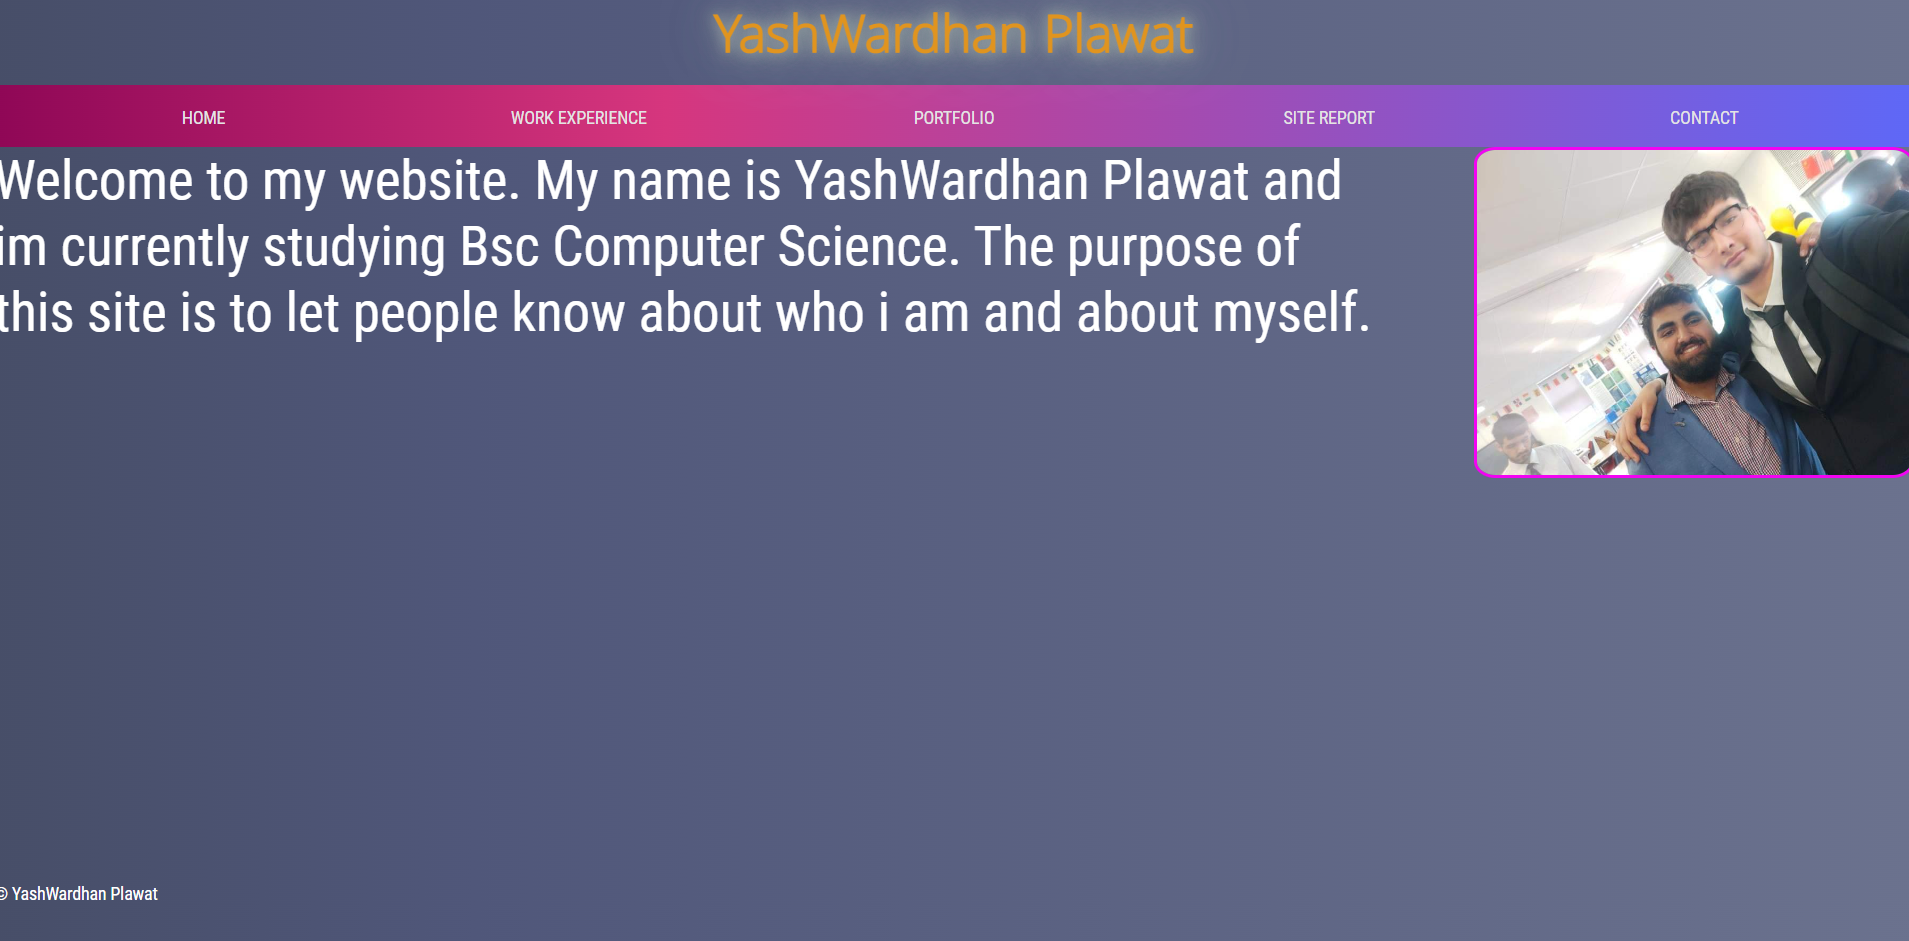 YashWardhan Plawat
HOME WORK EXPERIENCE PORTFOLIO SITE REPORT CONTACT
Welcome to my website. My name is YashWardhan Plawat and
im currently studying Bsc Computer Science. The purpose of
this site is to let people know about who i am and about myself.
© YashWardhan Plawat